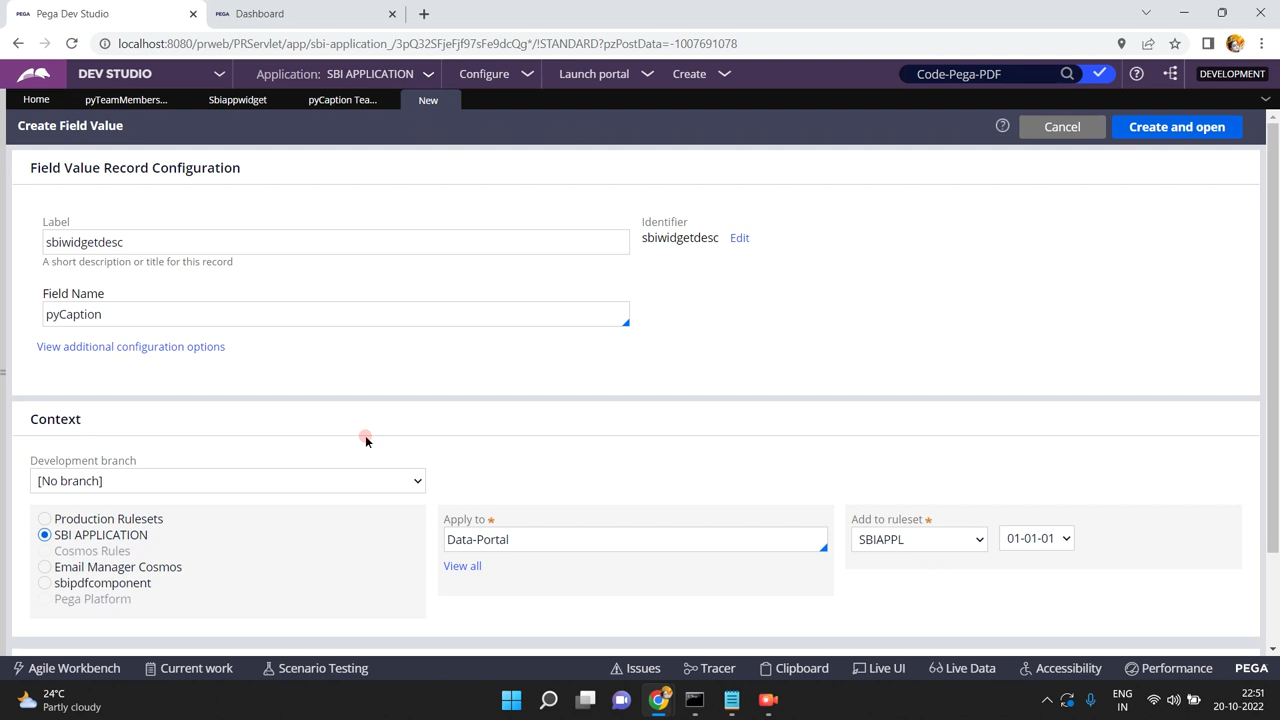 PEGA Pega Dev Studio
PEGA Dashboard
localhost:8080/prweb/PRServlet/app/sbi-application_/3pQ32SFjeFjf97sFe9dcQg*/!STANDARD?pzPostData=-1007691078
DEV STUDIO
Application: SBI APPLICATION
Configure
Launch portal
Create
Code-Pega-PDF
DEVELOPMENT
Home
pyTeamMembers...
Sbiappwidget
pyCaption Tea...
New
Create Field Value
Cancel
Create and open
Field Value Record Configuration
Label
sbiwidgetdesc
A short description or title for this record
Identifier
sbiwidgetdesc Edit
Field Name
pyCaption
View additional configuration options
Context
Development branch
[No branch]
Production Rulesets
SBI APPLICATION
Cosmos Rules
Email Manager Cosmos
sbipdfcomponent
Pega Platform
Apply to *
Data-Portal
View all
Add to ruleset *
SBIAPPL
01-01-01
Agile Workbench
Current work
Scenario Testing
Issues
Tracer
Clipboard
Live UI
Live Data
Accessibility
Performance
PEGA
24°C
Partly cloudy
ENG
IN
22:51
20-10-2022